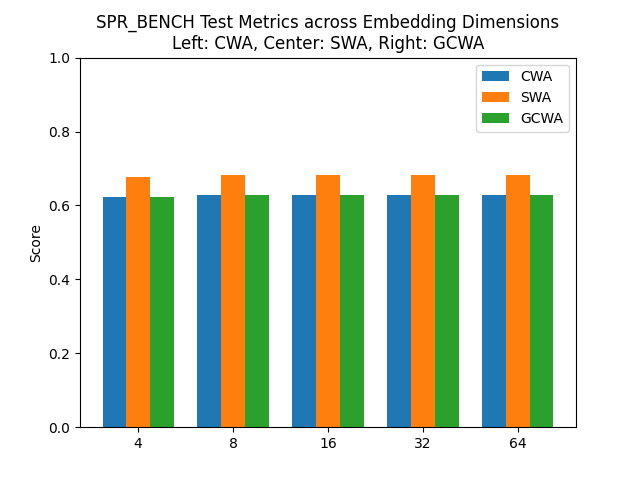 SPR_BENCH Test Metrics across Embedding Dimensions
Left: CWA, Center: SWA, Right: GCWA
CWA
SWA
GCWA
Score
1.0
0.8
0.6
0.4
0.2
0.0
4 8 16 32 64